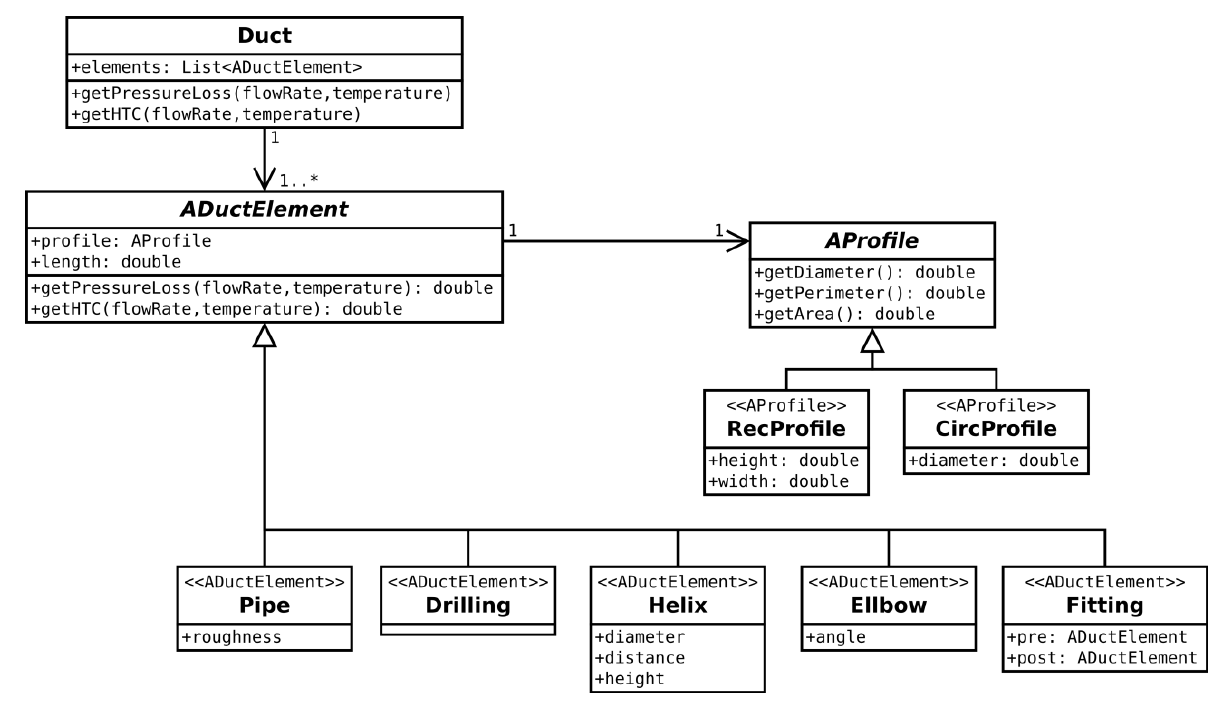 Duct
+elements: List<ADuctElement>
+getPressureLoss(flowRate,temperature)
+getHTC(flowRate,temperature)
1
1..*
ADuctElement
+profile: AProfile
+length: double
+getPressureLoss(flowRate,temperature): double
+getHTC(flowRate,temperature): double
1
1
AProfile
+getDiameter(): double
+getPerimeter(): double
+getArea(): double
<<AProfile>>
RecProfile
+height: double
+width: double
<<AProfile>>
CircProfile
+diameter: double
<<ADuctElement>>
Pipe
+roughness
<<ADuctElement>>
Drilling
<<ADuctElement>>
Helix
+diameter
+distance
+height
<<ADuctElement>>
Ellbow
+angle
<<ADuctElement>>
Fitting
+pre: ADuctElement
+post: ADuctElement